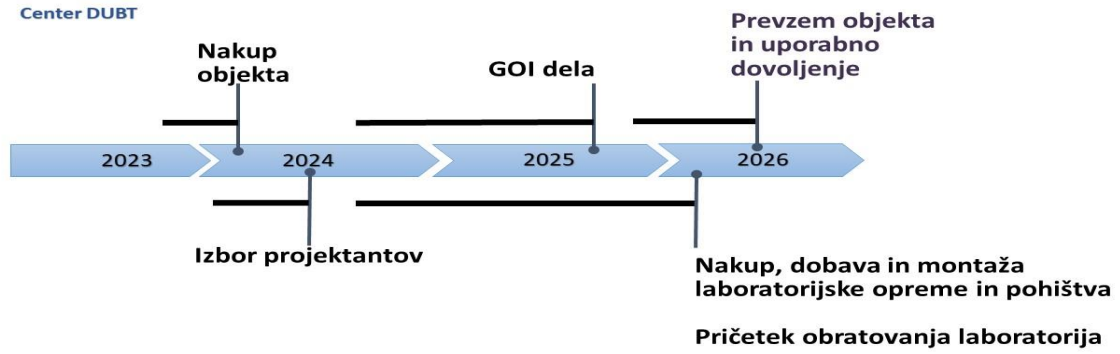 Center DUBT
Nakup
objekta
GOI dela
Prevzem objekta
in uporabno
dovoljenje
2023
2024
2025
2026
Izbor projektantov
Nakup, dobava in montaža
laboratorijske opreme in pohištva
Pričetek obratovanja laboratorija